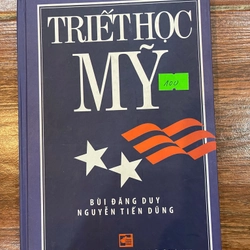 TRIẾT HỌC
MỸ
BÙI ĐĂNG DUY
NGUYỄN TIẾN DŨNG